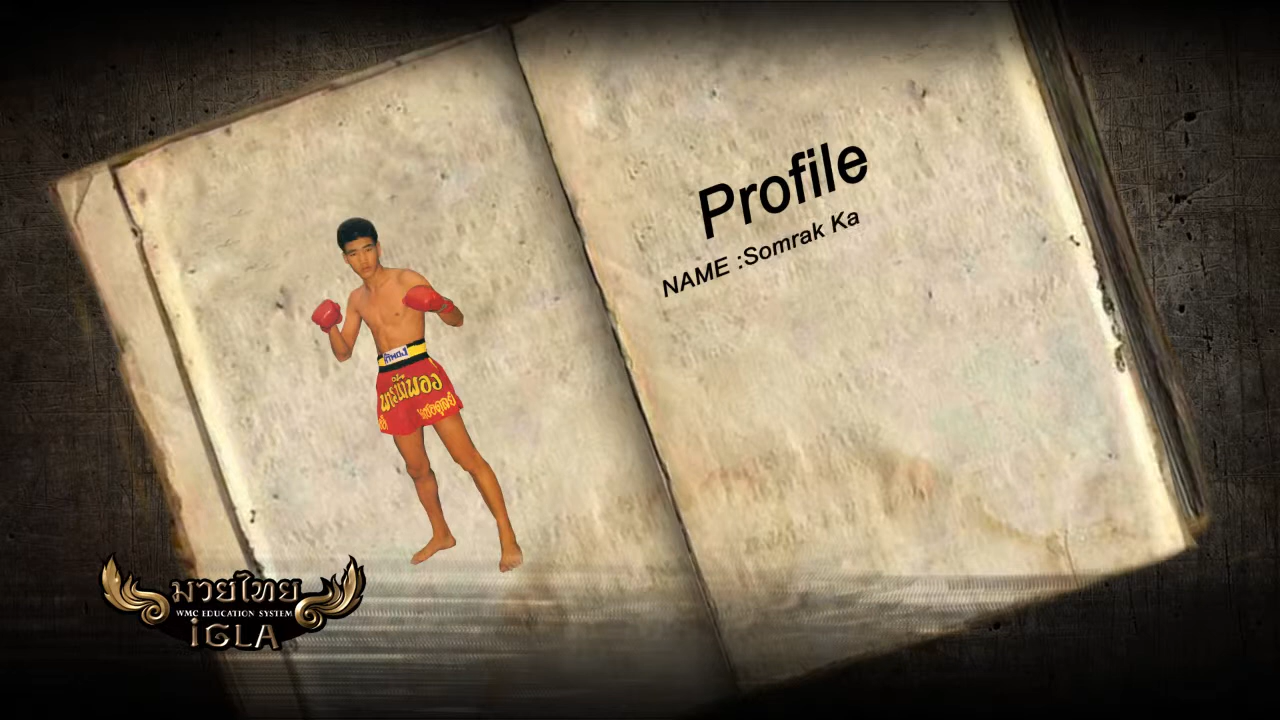 Profile
NAME :Somrak Ka
มวยไทย
WMC EDUCATION SYSTEM
IGLA